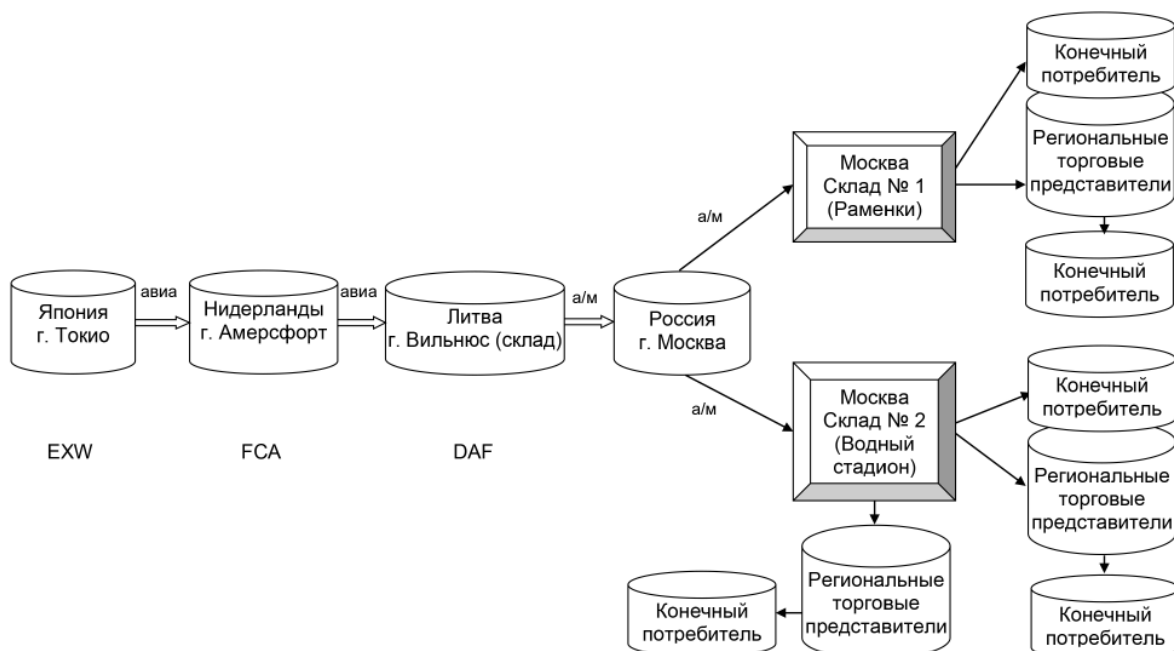 Конечный
потребитель
Москва
Склад № 1
(Раменки)
Региональные
торговые
представители
а/м
Конечный
потребитель
Япония
г. Токио
авиа
Нидерланды
г. Амерсфорт
авиа
Литва
г. Вильнюс (склад)
а/м
Россия
г. Москва
EXW
FCA
DAF
а/м
Москва
Склад № 2
(Водный
стадион)
Конечный
потребитель
Региональные
торговые
представители
Конечный
потребитель
Региональные
торговые
представители
Конечный
потребитель